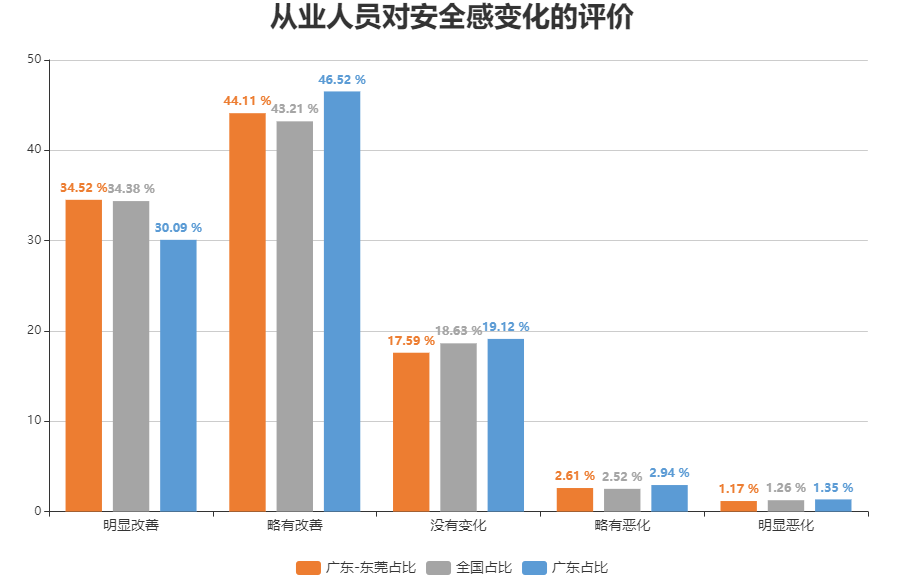 从业人员对安全感变化的评价
50
40
30
20
10
0
34.52 % 34.38 % 30.09 %
44.11 % 43.21 % 46.52 %
17.59 % 18.63 % 19.12 %
2.61 % 2.52 % 2.94 %
1.17 % 1.26 % 1.35 %
明显改善 略有改善 没有变化 略有恶化 明显恶化
广东-东莞占比 全国占比 广东占比